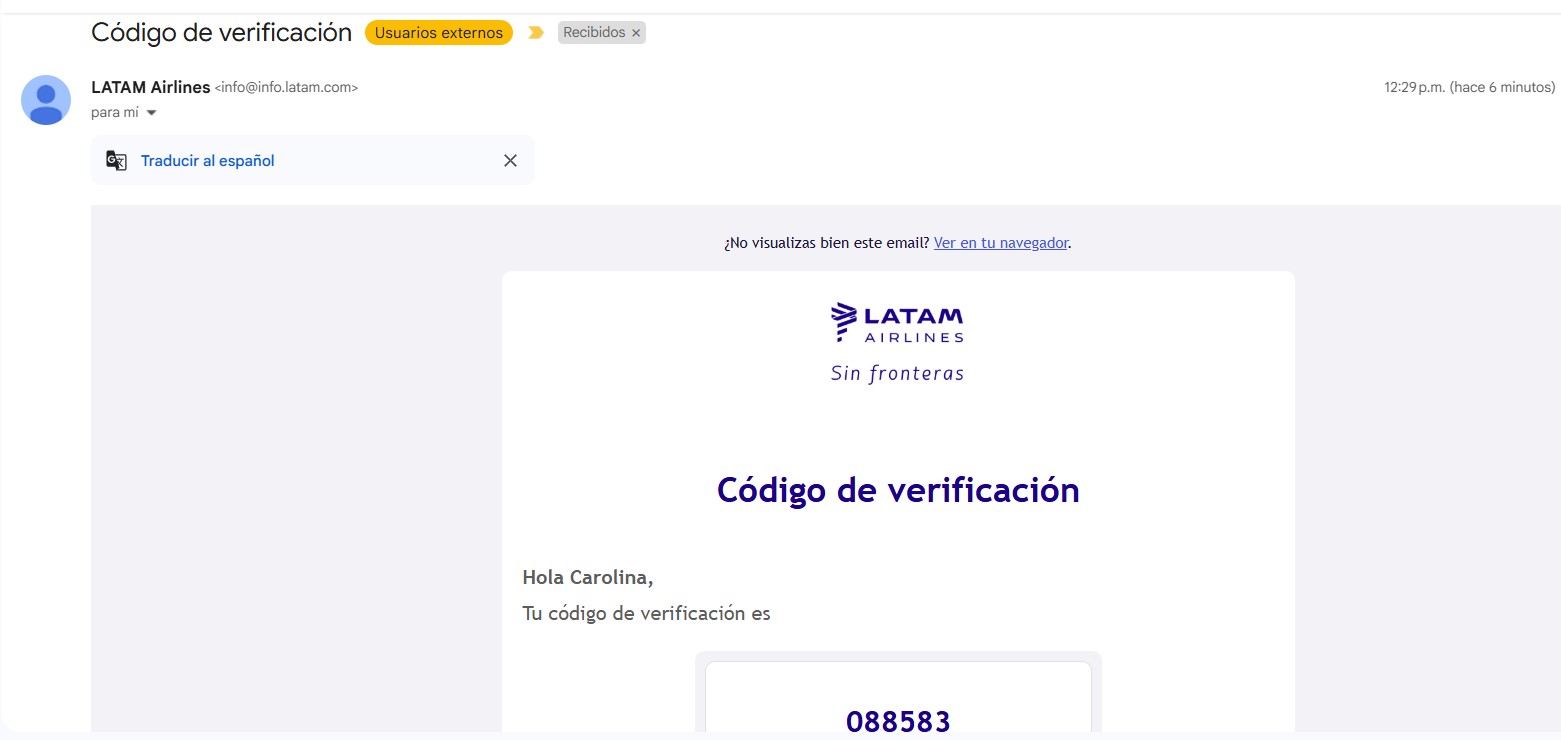 Código de verificación Usuarios externos Recibidos ×
LATAM Airlines <info@info.latam.com> 12:29 p.m. (hace 6 minutos)
para mí
Traducir al español
¿No visualizas bien este email? Ver en tu navegador.
LATAM
AIRLINES
Sin fronteras
Código de verificación
Hola Carolina,
Tu código de verificación es
088583